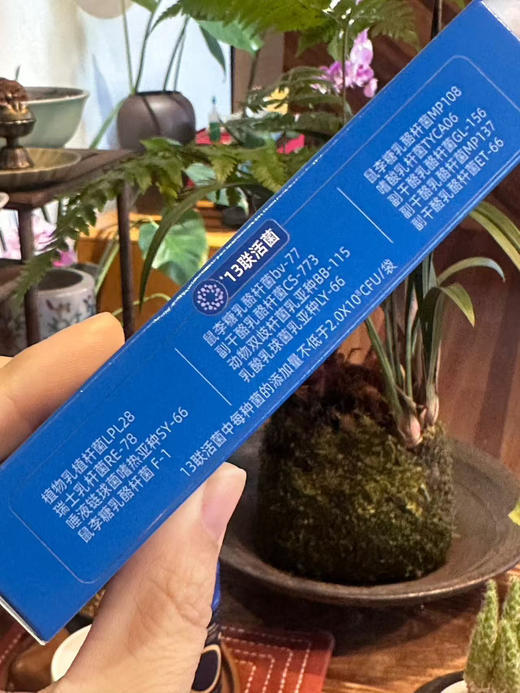 13联活菌
植物乳植杆菌LPL28
瑞士乳杆菌RE-78
唾液链球菌嗜热亚种SY-66
鼠李糖乳酪杆菌 F-1
鼠李糖乳酪杆菌bv-77
副干酪乳酪杆菌CS-773
动物双歧杆菌乳亚种BB-115
乳酸乳球菌乳亚种LY-66
鼠李糖乳酪杆菌MP108
嗜酸乳杆菌TYCA06
副干酪乳酪杆菌GL-156
副干酪乳酪杆菌MP137
副干酪乳酪杆菌ET-66
13联活菌中每种菌的添加量不低于2.0X10⁸CFU/袋